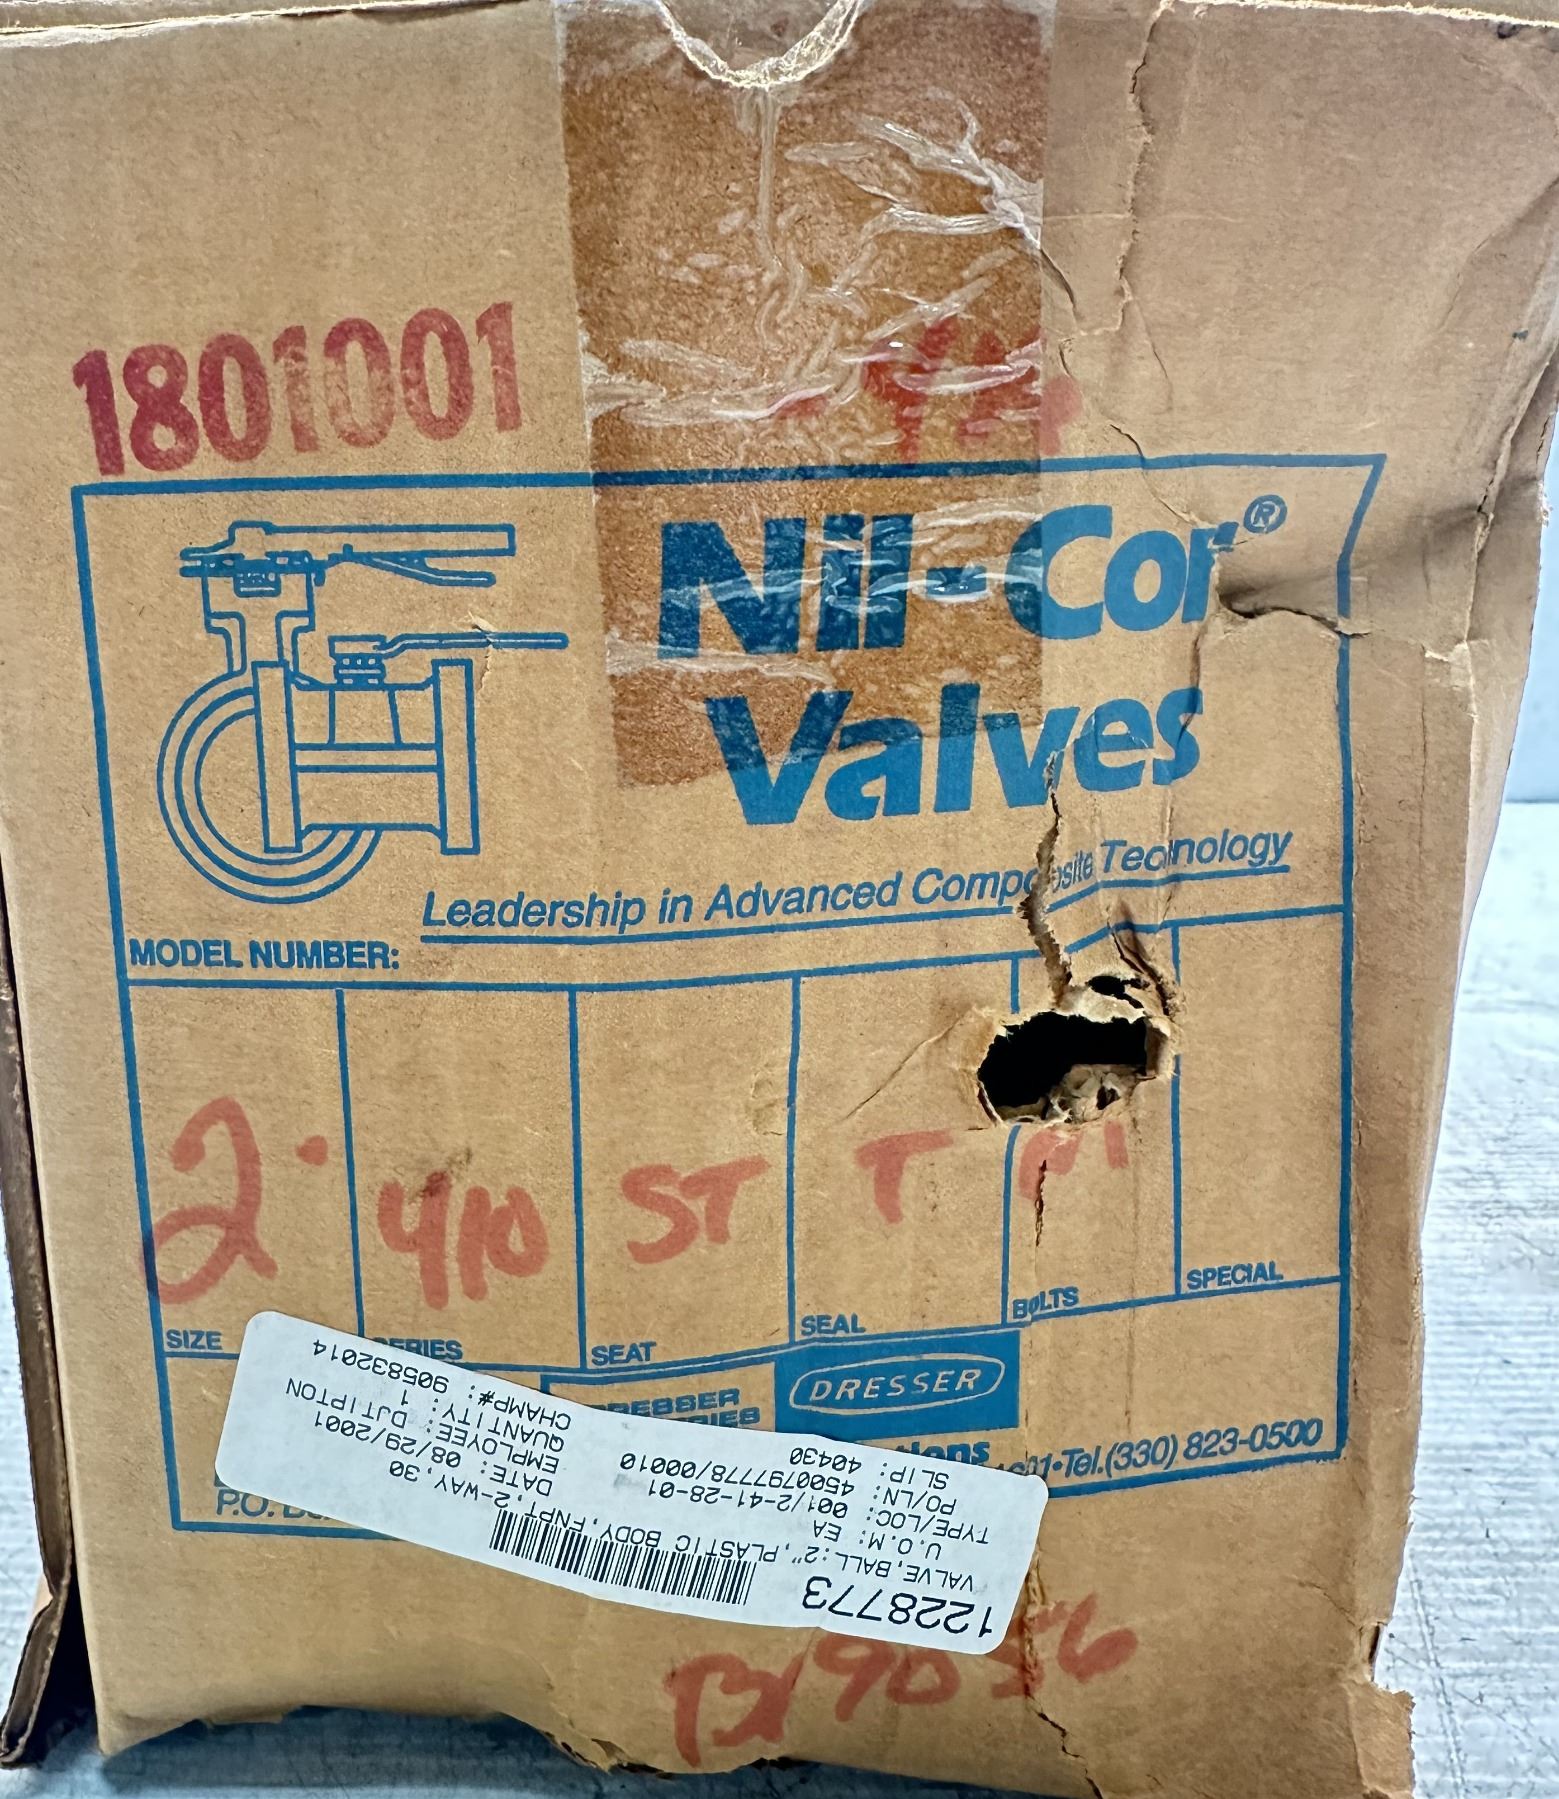 1801001
Nil-Cor®
Valves
Leadership in Advanced Composite Technology
MODEL NUMBER:
2" 410 ST T
SIZE SERIES SEAT SEAL BOLTS SPECIAL
DRESSER
Tel.(330) 823-0500
P.O.
1228773
VALVE, BALL:2", PLASTIC BODY, FNPT, 2-WAY, 30
U.O.M: EA DATE: 08/29/2001
TYPE/LOC: 001/2-41-28-01 EMPLOYEE: DJTIPTON
PO/LN: 4500797778/00010 QUANTITY: 1
SLIP: 40430 CHAMP#: 905832014